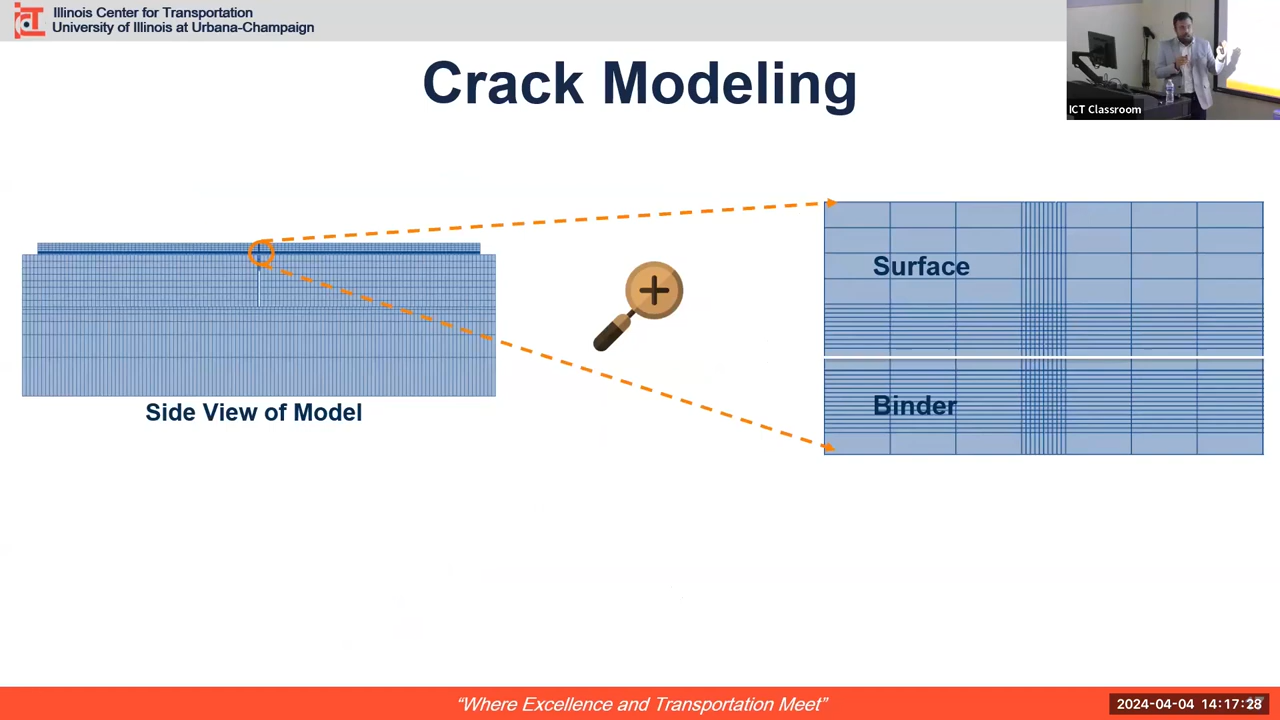 Illinois Center for Transportation
University of Illinois at Urbana-Champaign
ICT Classroom
Crack Modeling
Surface
Binder
Side View of Model
“Where Excellence and Transportation Meet”
2024-04-04 14:17:28